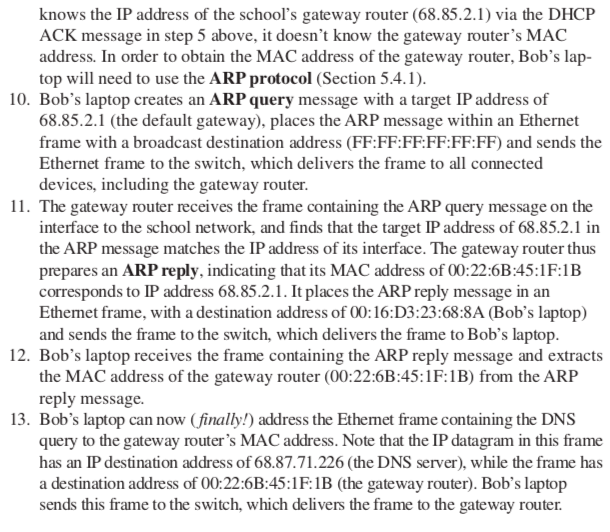 knows the IP address of the school's gateway router (68.85.2.1) via the DHCP
ACK message in step 5 above, it doesn't know the gateway router's MAC
address. In order to obtain the MAC address of the gateway router, Bob's lap-
top will need to use the ARP protocol (Section 5.4.1).
10. Bob's laptop creates an ARP query message with a target IP address of
68.85.2.1 (the default gateway), places the ARP message within an Ethernet
frame with a broadcast destination address (FF:FF:FF:FF:FF:FF) and sends the
Ethernet frame to the switch, which delivers the frame to all connected
devices, including the gateway router.
11. The gateway router receives the frame containing the ARP query message on the
interface to the school network, and finds that the target IP address of 68.85.2.1 in
the ARP message matches the IP address of its interface. The gateway router thus
prepares an ARP reply, indicating that its MAC address of 00:22:6B:45:1F:1B
corresponds to IP address 68.85.2.1. It places the ARP reply message in an
Ethernet frame, with a destination address of 00:16:D3:23:68:8A (Bob's laptop)
and sends the frame to the switch, which delivers the frame to Bob's laptop.
12. Bob's laptop receives the frame containing the ARP reply message and extracts
the MAC address of the gateway router (00:22:6B:45:1F:1B) from the ARP
reply message.
13. Bob's laptop can now (finally!) address the Ethernet frame containing the DNS
query to the gateway router's MAC address. Note that the IP datagram in this frame
has an IP destination address of 68.87.71.226 (the DNS server), while the frame has
a destination address of 00:22:6B:45:1F:1B (the gateway router). Bob's laptop
sends this frame to the switch, which delivers the frame to the gateway router.